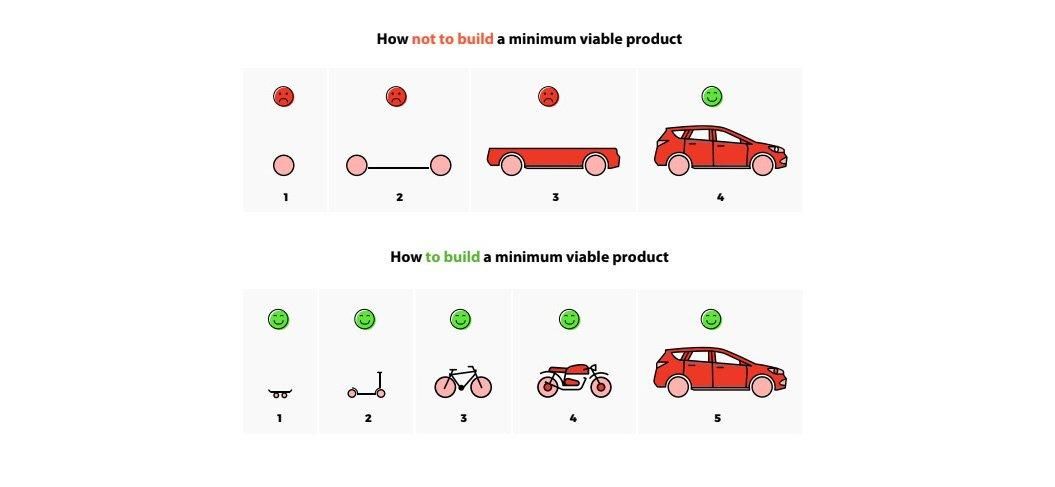 How not to build a minimum viable product
1 2 3 4
How to build a minimum viable product
1 2 3 4 5